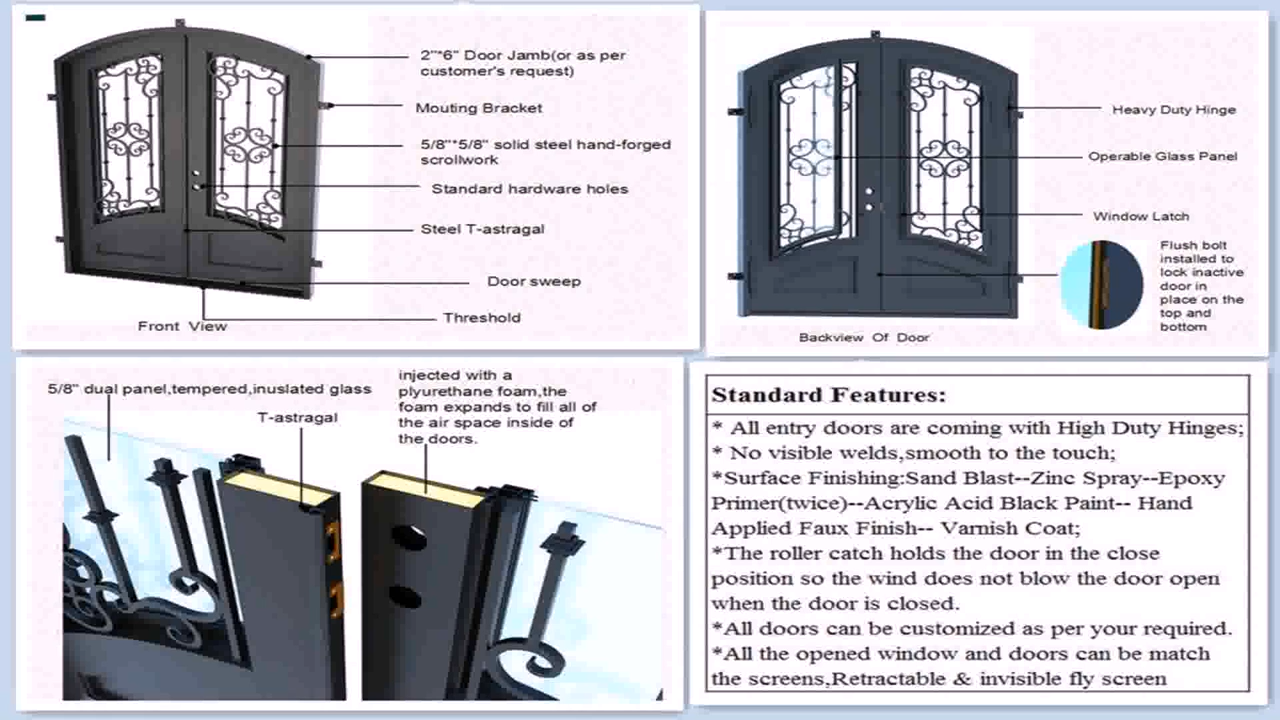 2"*6" Door Jamb(or as per
customer's request)
Mouting Bracket
5/8"*5/8" solid steel hand-forged
scrollwork
Standard hardware holes
Steel T-astragal
Door sweep
Threshold
Front View
Heavy Duty Hinge
Operable Glass Panel
Window Latch
Flush bolt
installed to
lock inactive
door in
place on the
top and
bottom
Backview Of Door
5/8" dual panel,tempered,inuslated glass
T-astragal
injected with a
plyurethane foam,the
foam expands to fill all of
the air space inside of
the doors.
Standard Features:
* All entry doors are coming with High Duty Hinges;
* No visible welds,smooth to the touch;
*Surface Finishing:Sand Blast--Zinc Spray--Epoxy
Primer(twice)--Acrylic Acid Black Paint-- Hand
Applied Faux Finish-- Varnish Coat;
*The roller catch holds the door in the close
position so the wind does not blow the door open
when the door is closed.
*All doors can be customized as per your required.
*All the opened window and doors can be match
the screens,Retractable & invisible fly screen